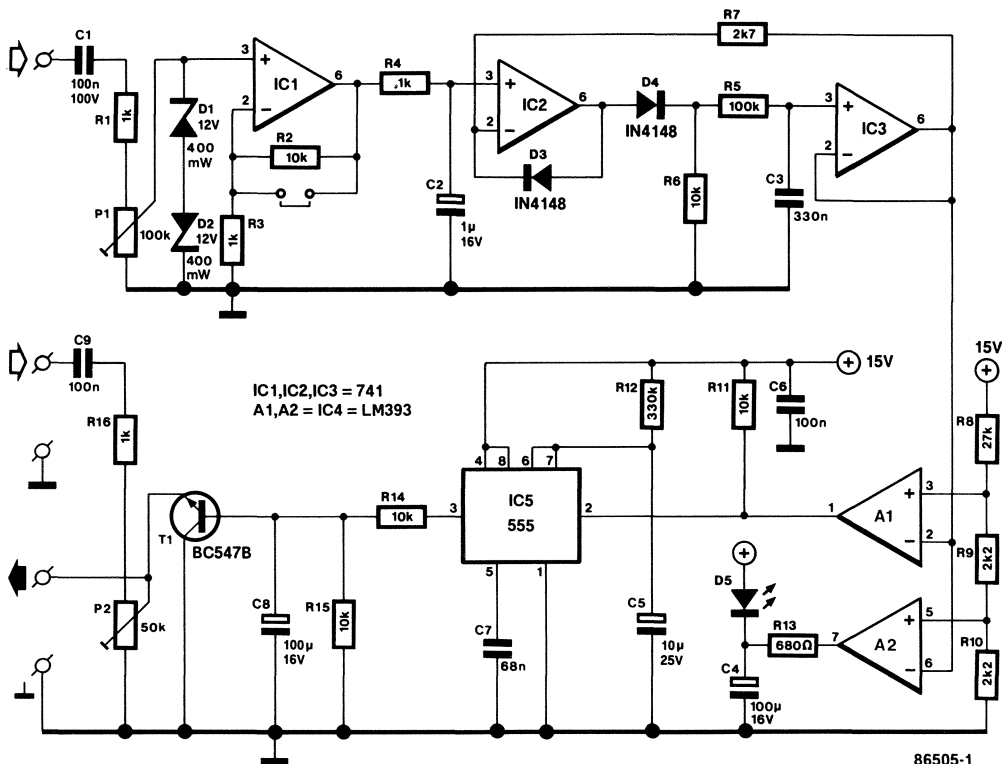 C1
100n
100V
R1
1k
P1
100k
D1
12V
400
mW
D2
12V
400
mW
3
+
2
−
IC1
6
R2
10k
R3
1k
R4
.1k
C2
1µ
16V
3
+
2
−
IC2
6
D3
IN4148
D4
IN4148
R7
2k7
R5
100k
R6
10k
C3
330n
3
+
2
−
IC3
6
C9
100n
R16
1k
IC1,IC2,IC3 = 741
A1,A2 = IC4 = LM393
T1
BC547B
P2
50k
R14
10k
C8
100µ
16V
R15
10k
4
8
6
7
3
IC5
555
2
5
1
C7
68n
R12
330k
R11
10k
C6
100n
+
15V
C5
10µ
25V
+
D5
R13
680Ω
C4
100µ
16V
1
A1
+
3
−
2
7
A2
+
5
−
6
15V
+
R8
27k
R9
2k2
R10
2k2
86505-1